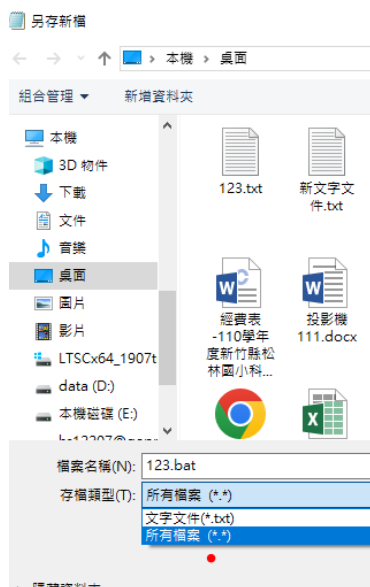 另存新檔
本機 › 桌面
組合管理 新增資料夾
本機
3D 物件
下載
文件
音樂
桌面
圖片
影片
LTSCx64_1907t
data (D:)
本機磁碟 (E:)
123.txt
新文字文
件.txt
經費表
-110學年
度新竹縣松
林國小科...
投影機
111.docx
檔案名稱(N): 123.bat
存檔類型(T): 所有檔案 (*.*)
文字文件(*.txt)
所有檔案 (*.*)